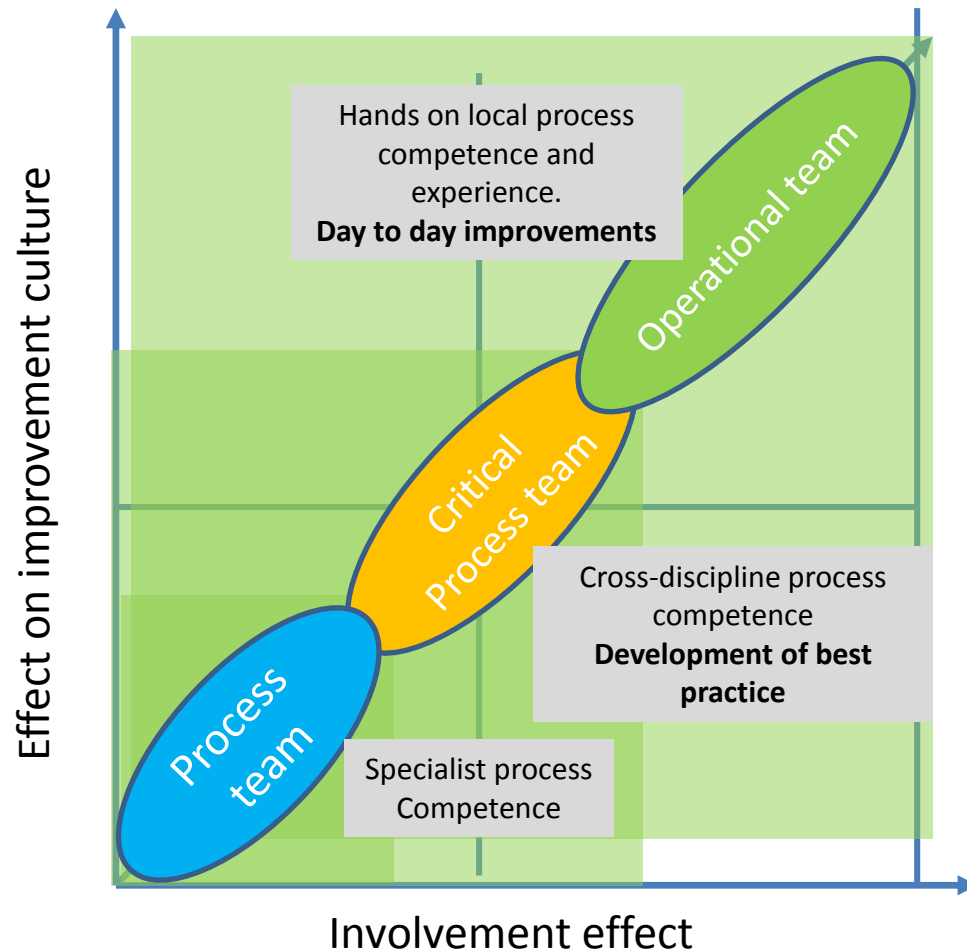 Effect on improvement culture
Hands on local process
competence and
experience.
Day to day improvements
Operational team
Critical
Process team
Cross-discipline process
competence
Development of best
practice
Process
team
Specialist process
Competence
Involvement effect